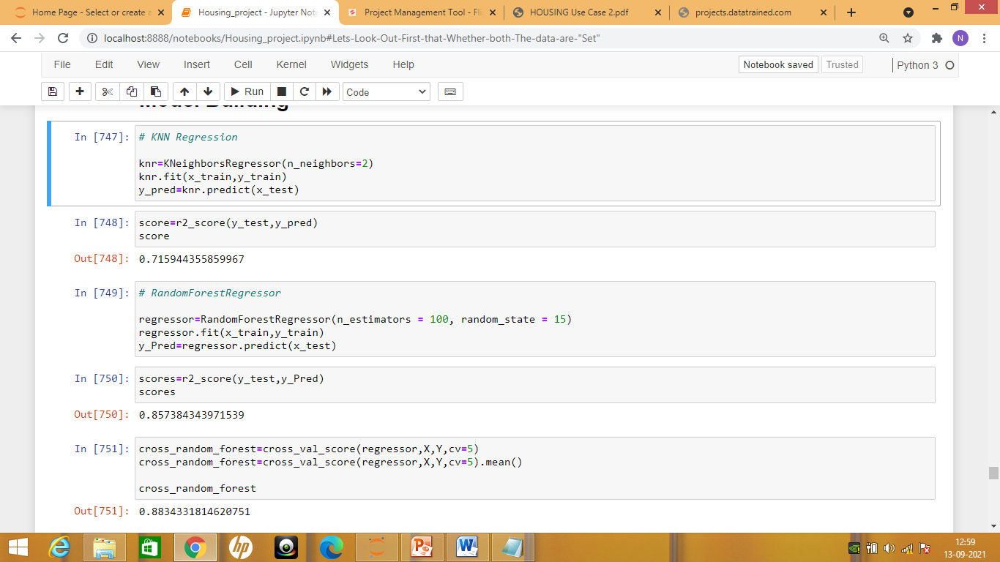 Home Page - Select or create a
Housing_project - Jupyter Note
Project Management Tool - Fli
HOUSING Use Case 2.pdf
projects.datatrained.com
localhost:8888/notebooks/Housing_project.ipynb#Lets-Look-Out-First-that-Whether-both-The-data-are-"Set"
N
File Edit View Insert Cell Kernel Widgets Help
Notebook saved Trusted Python 3
Run Code
Model Building
In [747]: # KNN Regression
knr=KNeighborsRegressor(n_neighbors=2)
knr.fit(x_train,y_train)
y_pred=knr.predict(x_test)
In [748]: score=r2_score(y_test,y_pred)
score
Out[748]: 0.715944355859967
In [749]: # RandomForestRegressor
regressor=RandomForestRegressor(n_estimators = 100, random_state = 15)
regressor.fit(x_train,y_train)
y_Pred=regressor.predict(x_test)
In [750]: scores=r2_score(y_test,y_Pred)
scores
Out[750]: 0.857384343971539
In [751]: cross_random_forest=cross_val_score(regressor,X,Y,cv=5)
cross_random_forest=cross_val_score(regressor,X,Y,cv=5).mean()
cross_random_forest
Out[751]: 0.8834331814620751
hp
12:59
13-09-2021